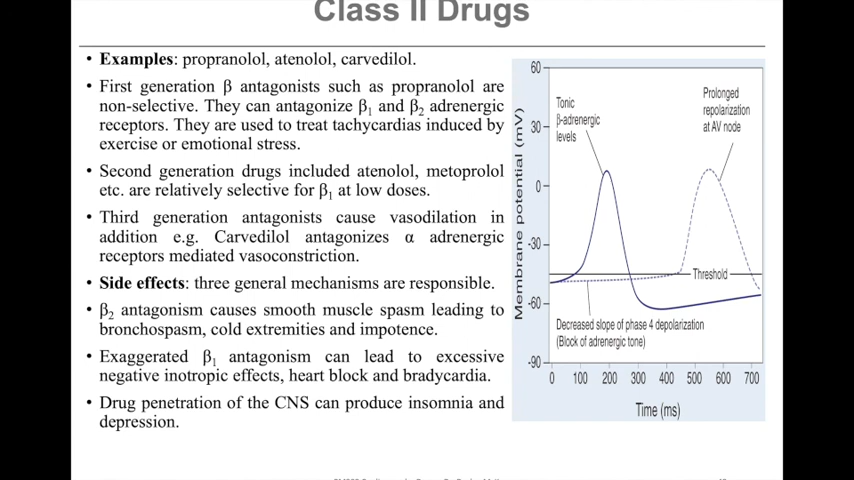 Class II Drugs
• Examples: propranolol, atenolol, carvedilol.
• First generation β antagonists such as propranolol are
non-selective. They can antagonize β1 and β2 adrenergic
receptors. They are used to treat tachycardias induced by
exercise or emotional stress.
• Second generation drugs included atenolol, metoprolol
etc. are relatively selective for β1 at low doses.
• Third generation antagonists cause vasodilation in
addition e.g. Carvedilol antagonizes α adrenergic
receptors mediated vasoconstriction.
• Side effects: three general mechanisms are responsible.
• β2 antagonism causes smooth muscle spasm leading to
bronchospasm, cold extremities and impotence.
• Exaggerated β1 antagonism can lead to excessive
negative inotropic effects, heart block and bradycardia.
• Drug penetration of the CNS can produce insomnia and
depression.
Membrane potential (mV)
60
30
0
-30
-60
-90
Tonic
β-adrenergic
levels
Prolonged
repolarization
at AV node
Threshold
Decreased slope of phase 4 depolarization
(Block of adrenergic tone)
0 100 200 300 400 500 600 700
Time (ms)